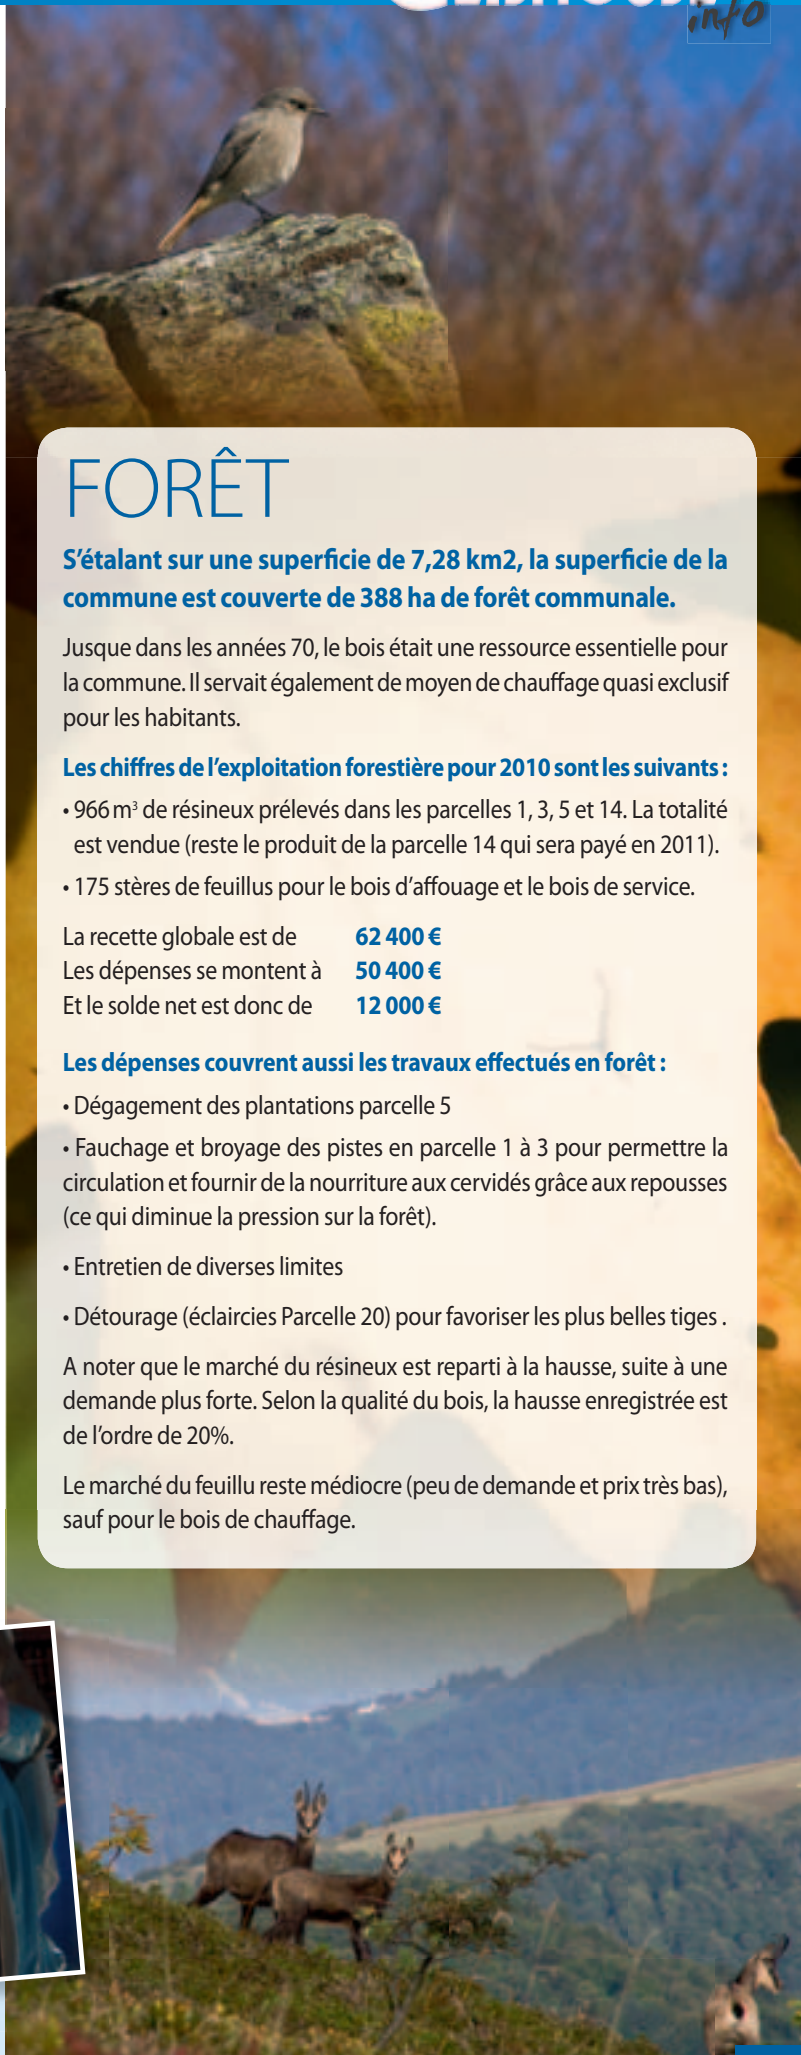 info
FORÊT
S’étalant sur une superficie de 7,28 km2, la superficie de la
commune est couverte de 388 ha de forêt communale.
Jusque dans les années 70, le bois était une ressource essentielle pour
la commune. Il servait également de moyen de chauffage quasi exclusif
pour les habitants.
Les chiffres de l’exploitation forestière pour 2010 sont les suivants :
• 966 m³ de résineux prélevés dans les parcelles 1, 3, 5 et 14. La totalité
est vendue (reste le produit de la parcelle 14 qui sera payé en 2011).
• 175 stères de feuillus pour le bois d’affouage et le bois de service.
La recette globale est de 62 400 €
Les dépenses se montent à 50 400 €
Et le solde net est donc de 12 000 €
Les dépenses couvrent aussi les travaux effectués en forêt :
• Dégagement des plantations parcelle 5
• Fauchage et broyage des pistes en parcelle 1 à 3 pour permettre la
circulation et fournir de la nourriture aux cervidés grâce aux repousses
(ce qui diminue la pression sur la forêt).
• Entretien de diverses limites
• Détourage (éclaircies Parcelle 20) pour favoriser les plus belles tiges .
A noter que le marché du résineux est reparti à la hausse, suite à une
demande plus forte. Selon la qualité du bois, la hausse enregistrée est
de l’ordre de 20%.
Le marché du feuillu reste médiocre (peu de demande et prix très bas),
sauf pour le bois de chauffage.